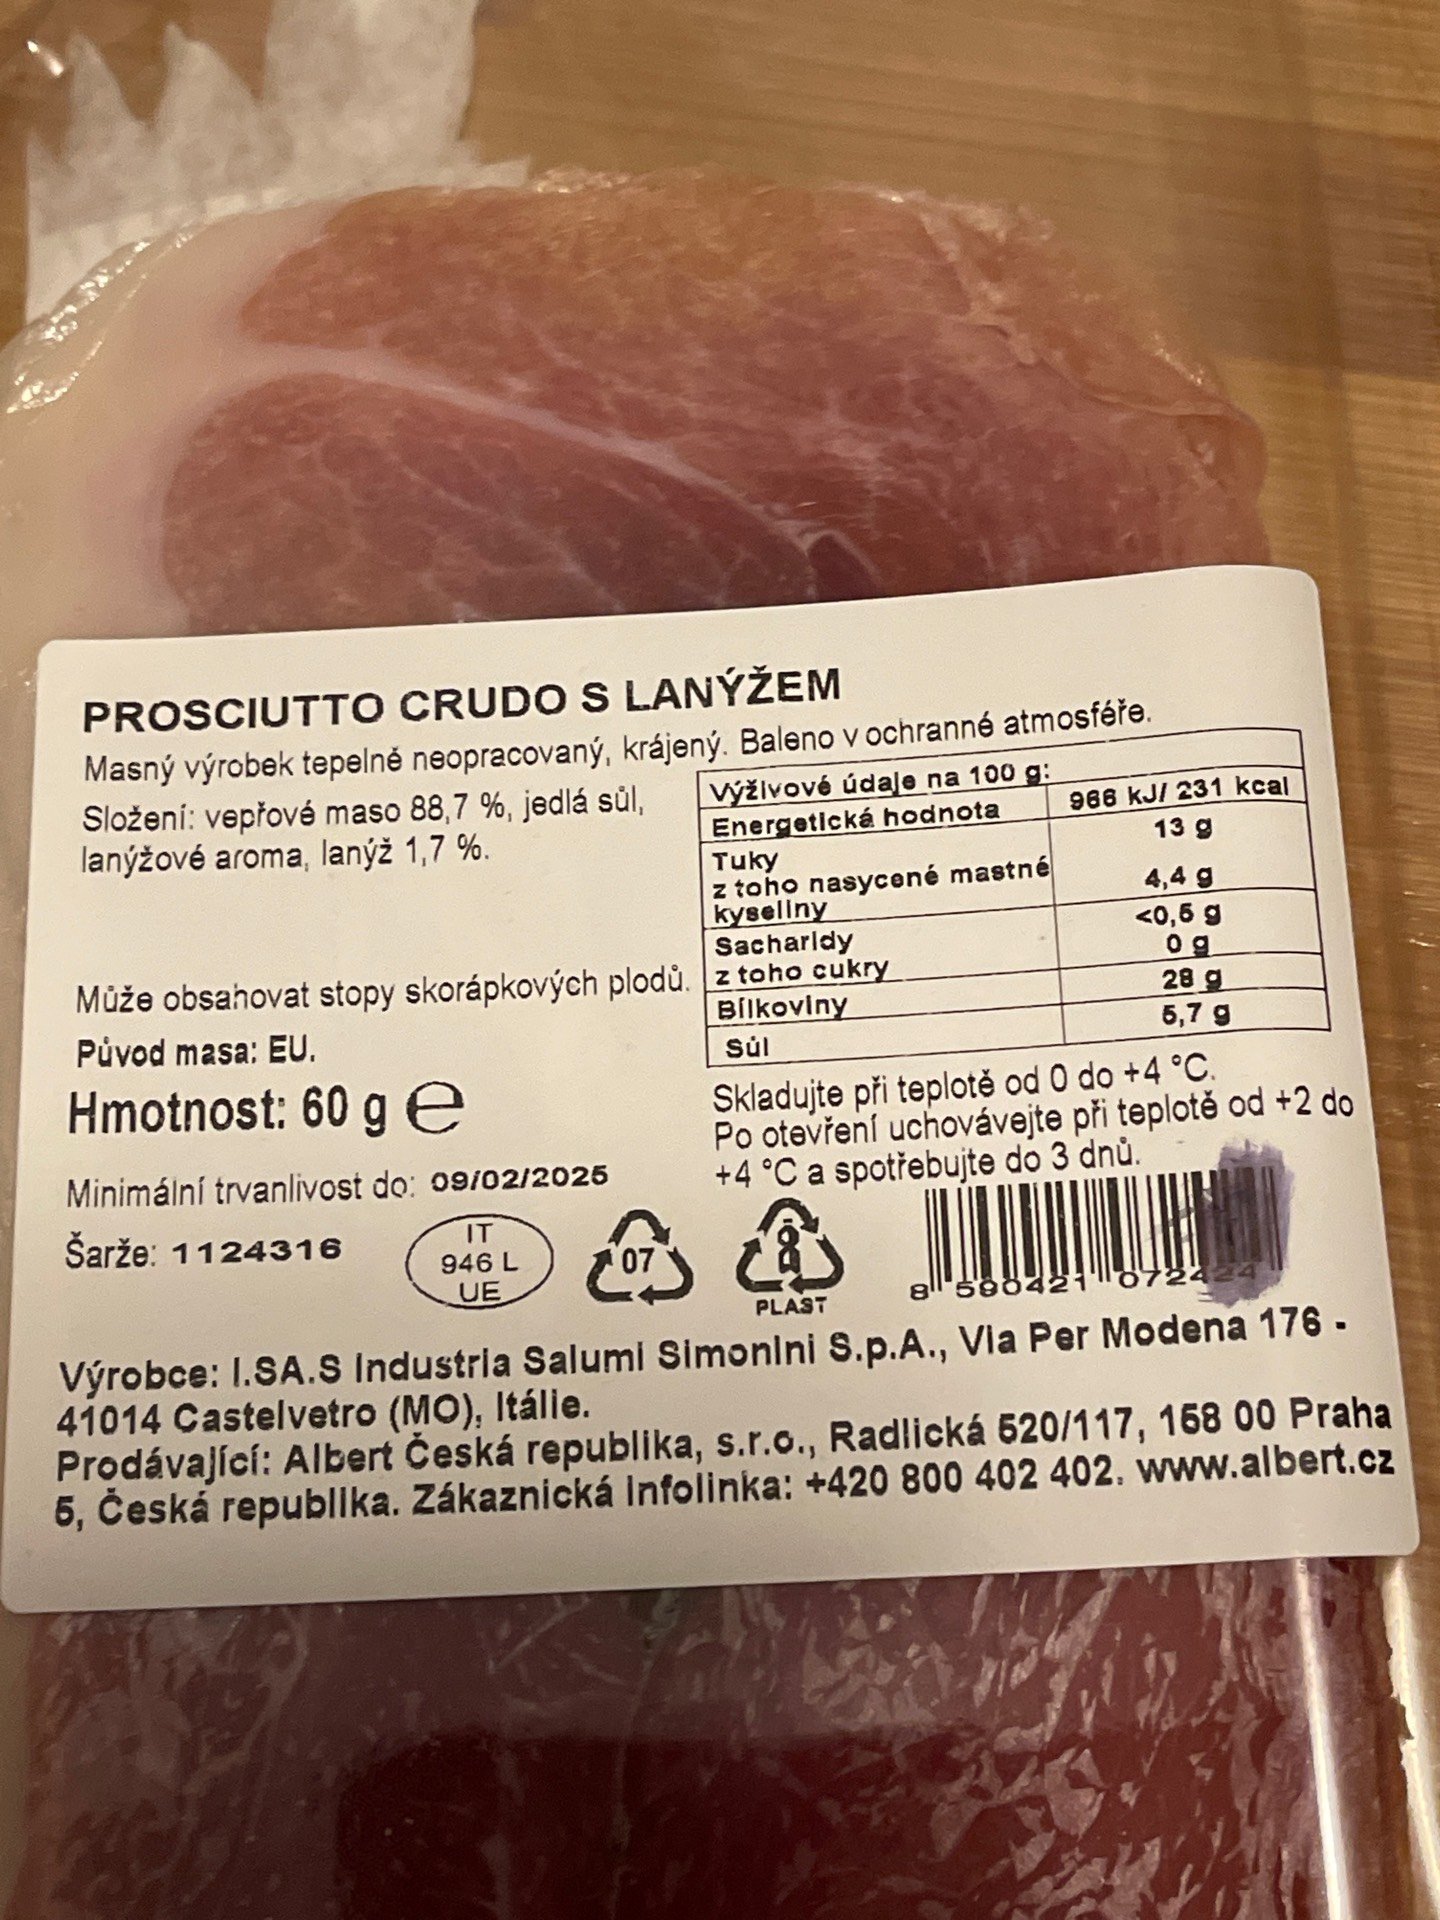 PROSCIUTTO CRUDO S LANÝŽEM
Masný výrobek tepelně neopracovaný, krájený. Baleno v ochranné atmosféře.
Složení: vepřové maso 88,7 %, jedlá sůl,
lanýžové aroma, lanýž 1,7 %.
Může obsahovat stopy skorápkových plodů.
Původ masa: EU.
Hmotnost: 60 g e
Minimální trvanlivost do: 09/02/2025
Šarže: 1124316
IT
946 L
UE
07
PLAST
Výživové údaje na 100 g:
Energetická hodnota 966 kJ/ 231 kcal
Tuky 13 g
z toho nasycené mastné
kyseliny 4,4 g
Sacharidy <0,5 g
z toho cukry 0 g
Bílkoviny 28 g
Sůl 5,7 g
Skladujte při teplotě od 0 do +4 °C.
Po otevření uchovávejte při teplotě od +2 do
+4 °C a spotřebujte do 3 dnů.
8 590421 072424
Výrobce: I.SA.S Industria Salumi Simonini S.p.A., Via Per Modena 176 -
41014 Castelvetro (MO), Itálie.
Prodávající: Albert Česká republika, s.r.o., Radlická 520/117, 158 00 Praha
5, Česká republika. Zákaznická infolinka: +420 800 402 402. www.albert.cz